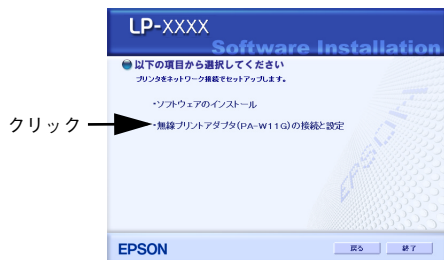 LP-XXXX
Software Installation
以下の項目から選択してください
プリンタをネットワーク接続でセットアップします。
・ソフトウェアのインストール
クリック
・無線プリントアダプタ(PA-W11G)の接続と設定
EPSON
EPSON
戻る
終了